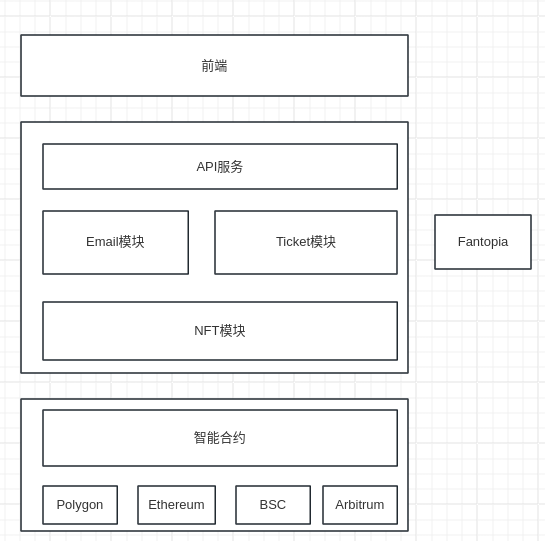 前端
API服务
Email模块
Ticket模块
Fantopia
NFT模块
智能合约
Polygon
Ethereum
BSC
Arbitrum